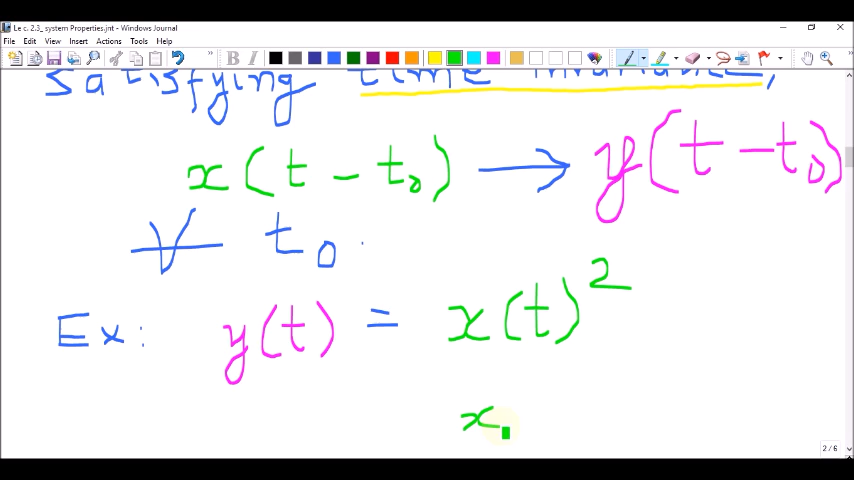 Lec. 2.3_ system Properties.jnt - Windows Journal
File Edit View Insert Actions Tools Help
B I
satisfying time invariance,
x(t - t₀) → y(t - t₀)
∀ t₀.
Ex: y(t) = x(t)²
x
2 / 6